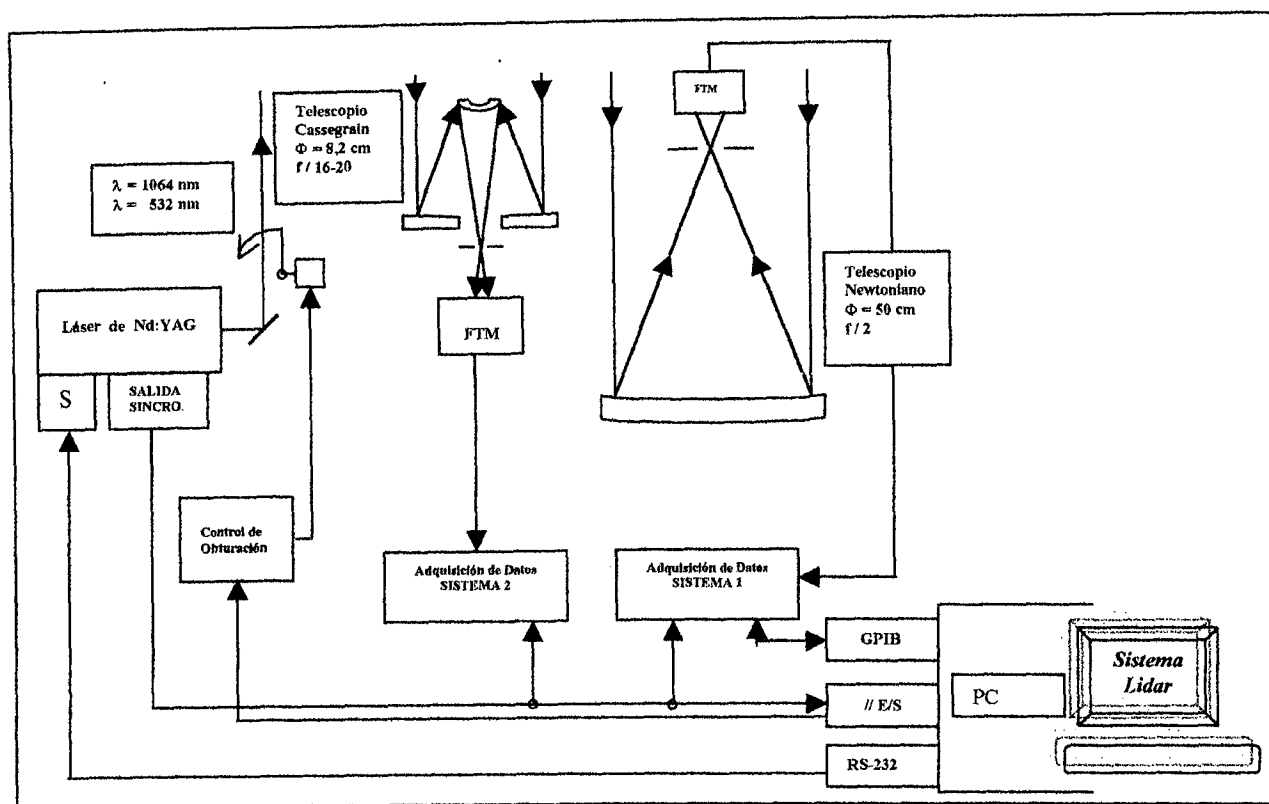 FTM
Telescopio
Cassegrain
Φ = 8,2 cm
f / 16-20
λ = 1064 nm
λ = 532 nm
Telescopio
Newtoniano
Φ = 50 cm
f / 2
Láser de Nd:YAG
FTM
S
SALIDA
SINCRO.
Control de
Obturación
Adquisición de Datos
SISTEMA 2
Adquisición de Datos
SISTEMA 1
GPIB
// E/S
RS-232
PC
Sistema
Lidar